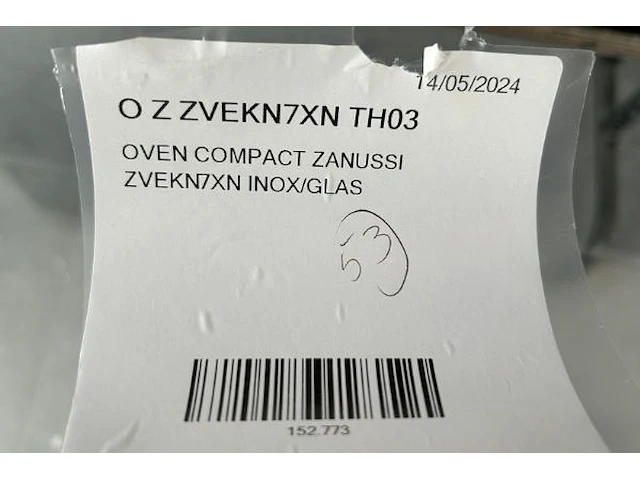 14/05/2024
O Z ZVEKN7XN TH03
OVEN COMPACT ZANUSSI
ZVEKN7XN INOX/GLAS
53
152.773